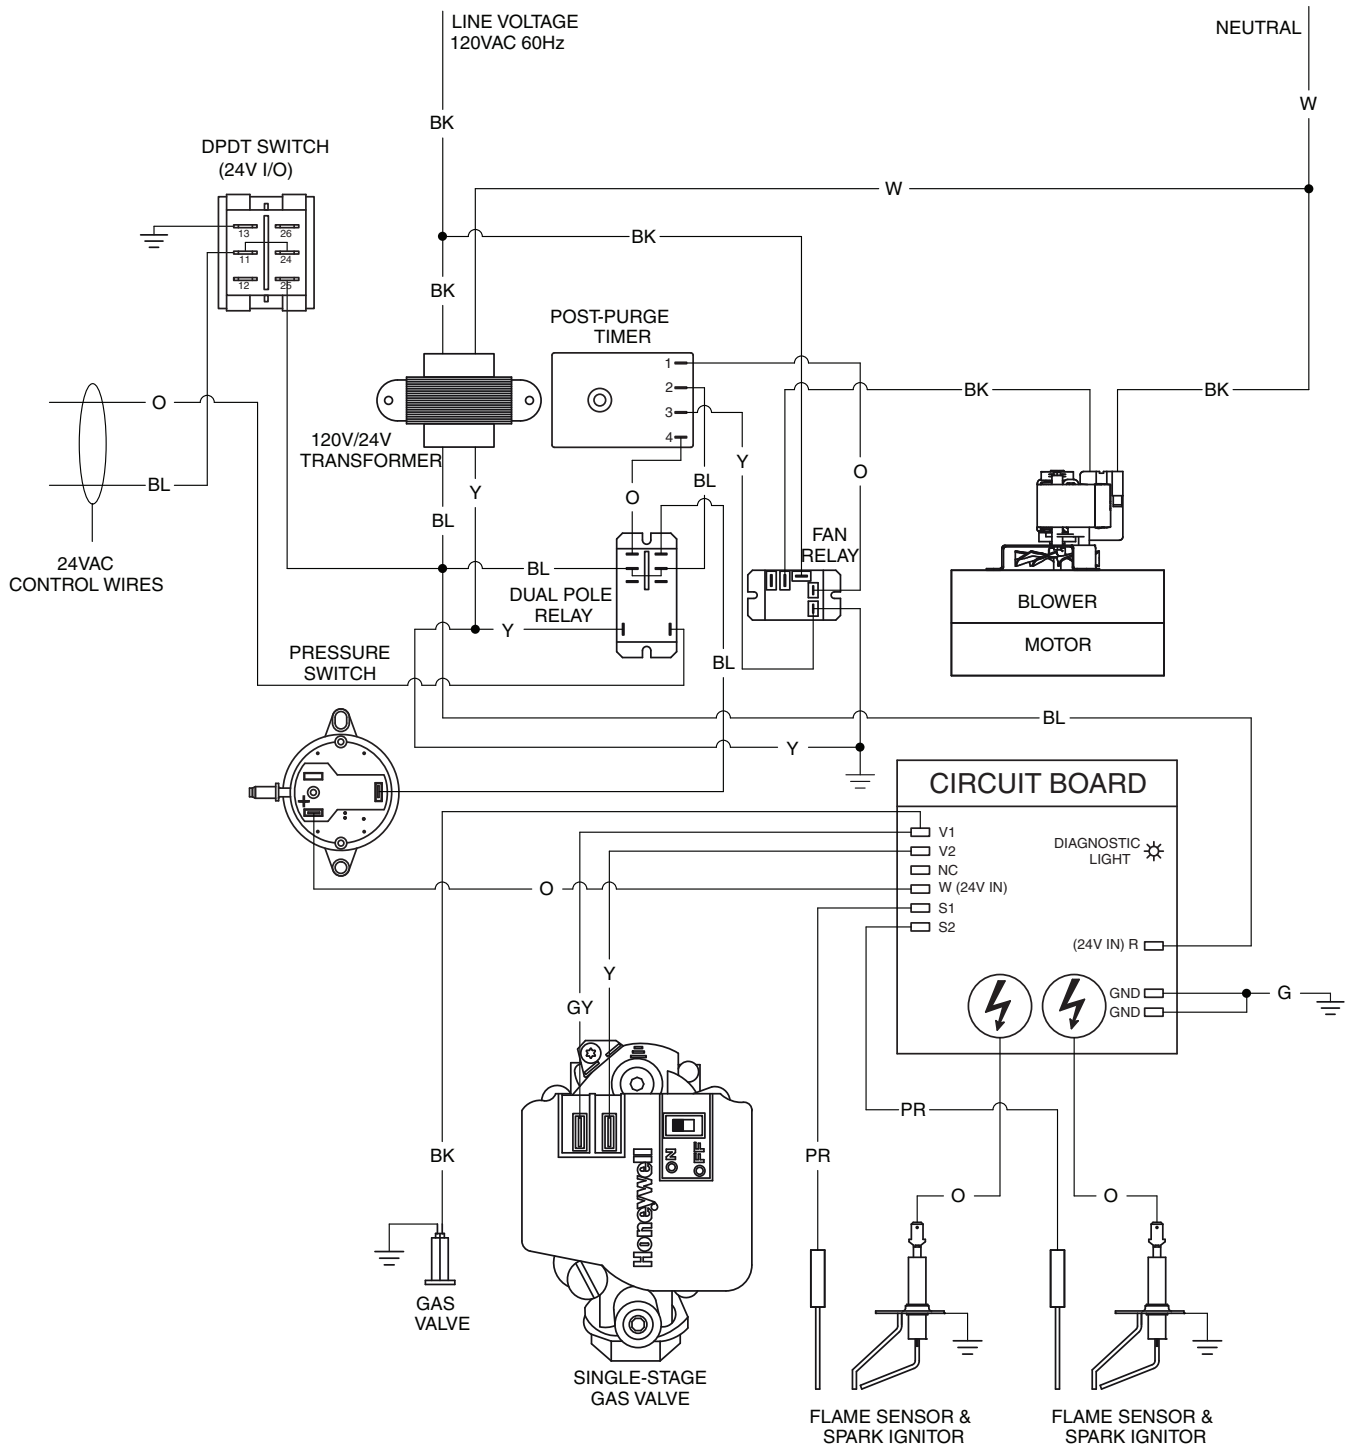 LINE VOLTAGE
120VAC 60Hz
NEUTRAL
W
BK
DPDT SWITCH
(24V I/O)
W
13
26
BK
11
24
12
25
BK
POST-PURGE
TIMER
1
2
BK
BK
O
3
4
120V/24V
TRANSFORMER
Y
O
BL
Y
BL
O
BL
FAN
RELAY
24VAC
CONTROL WIRES
BL
DUAL POLE
RELAY
BLOWER
Y
MOTOR
PRESSURE
SWITCH
BL
BL
Y
CIRCUIT BOARD
+
V1
DIAGNOSTIC
LIGHT
V2
NC
O
W (24V IN)
S1
S2
(24V IN) R
Y
GY
GND
G
GND
PR
BK
PR
ON
OFF
Honeywell
O
O
GAS
VALVE
SINGLE-STAGE
GAS VALVE
FLAME SENSOR &
SPARK IGNITOR
FLAME SENSOR &
SPARK IGNITOR